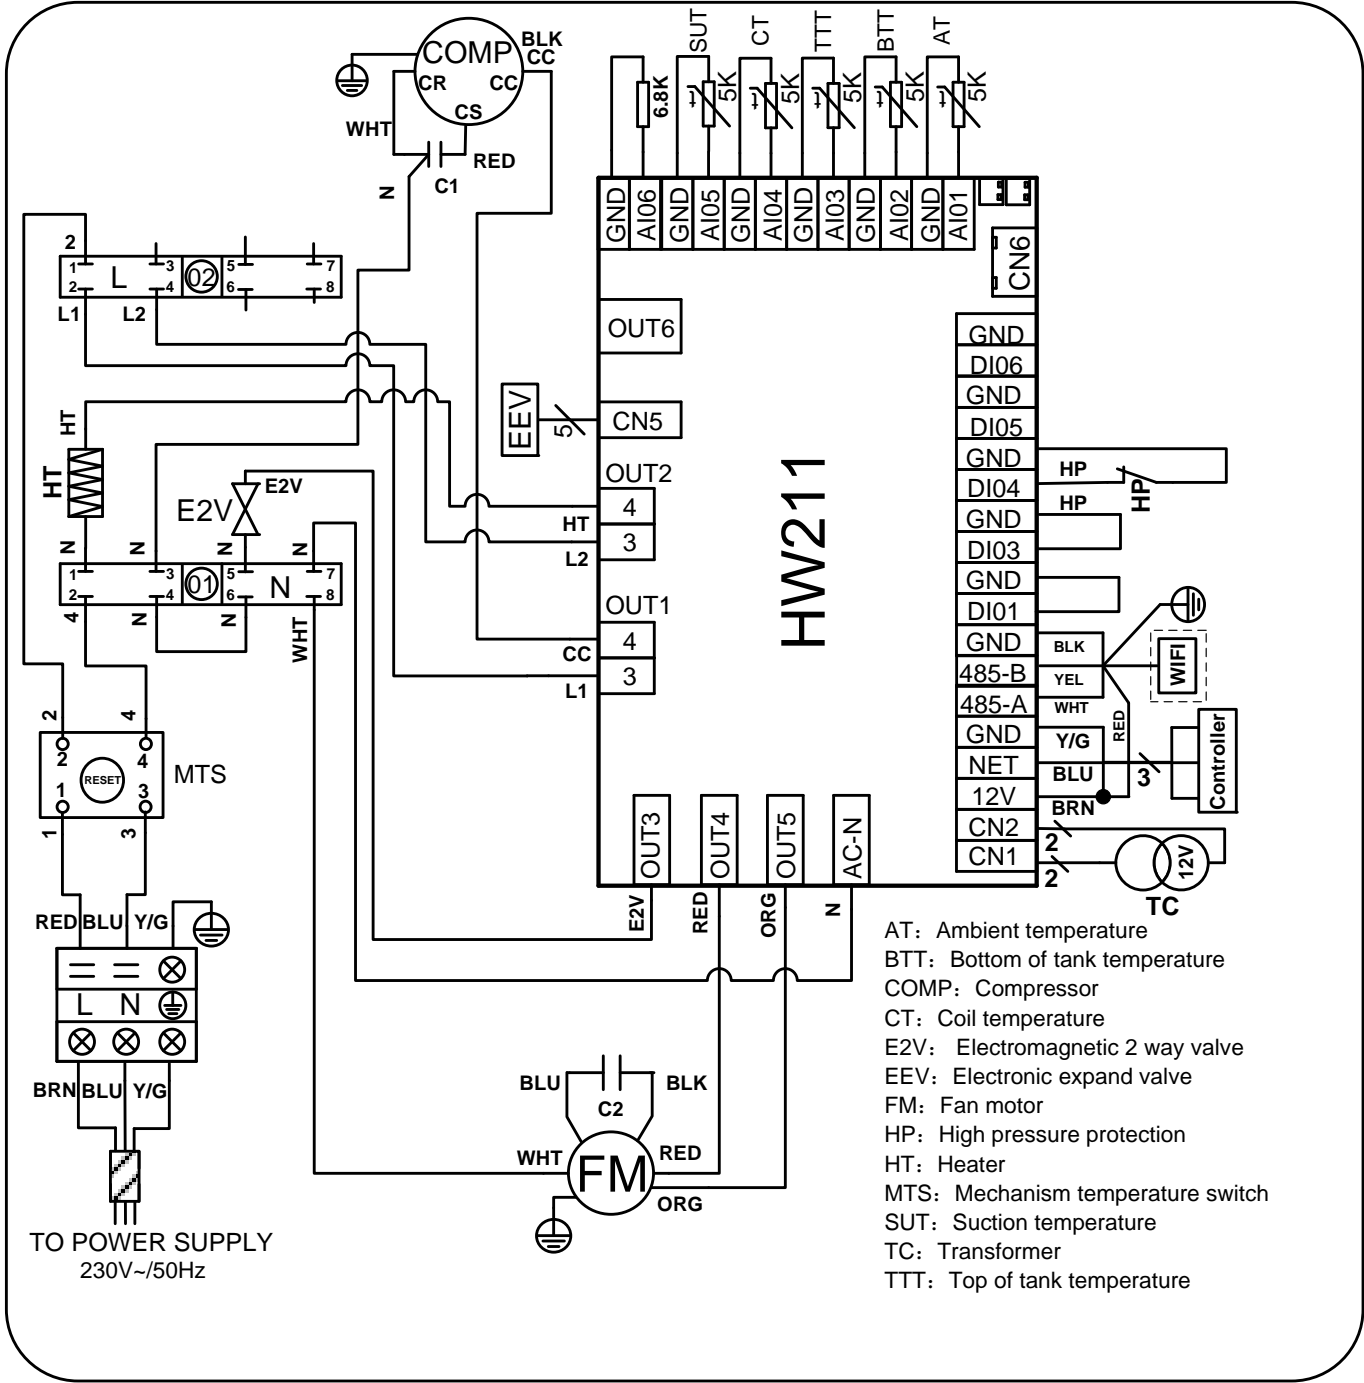 SUT CT TTT BTT AT
6.8K 5K 5K 5K 5K 5K
t t t t t
GND AI06 GND AI05 GND AI04 GND AI03 GND AI02 GND AI01
COMP
BLK
CC
CR CC
CS
WHT RED
C1
N
2
1 3 5 7
L 02
2 4 6 8
L1 L2
HT
HT
E2V
E2V
N N N N
1 3 5 7
01 N
2 4 6 8
4 N N WHT
2 4
2 4
RESET
MTS
1 3
1 3
RED BLU Y/G
L N
BRN BLU Y/G
TO POWER SUPPLY
230V~/50Hz
OUT6
EEV
5
CN5
OUT2
4
HT
3
L2
OUT1
4
CC
3
L1
HW211
CN6
GND
DI06
GND
DI05
GND
DI04
GND
DI03
GND
DI01
GND
485-B
485-A
GND
NET
12V
CN2
CN1
HP
HP
HP
BLK
YEL
WHT
RED
WIFI
Y/G
BLU
BRN
3
Controller
2
2
12V
TC
OUT3 OUT4 OUT5 AC-N
E2V RED ORG N
BLU BLK
C2
WHT FM RED
ORG
AT: Ambient temperature
BTT: Bottom of tank temperature
COMP: Compressor
CT: Coil temperature
E2V: Electromagnetic 2 way valve
EEV: Electronic expand valve
FM: Fan motor
HP: High pressure protection
HT: Heater
MTS: Mechanism temperature switch
SUT: Suction temperature
TC: Transformer
TTT: Top of tank temperature